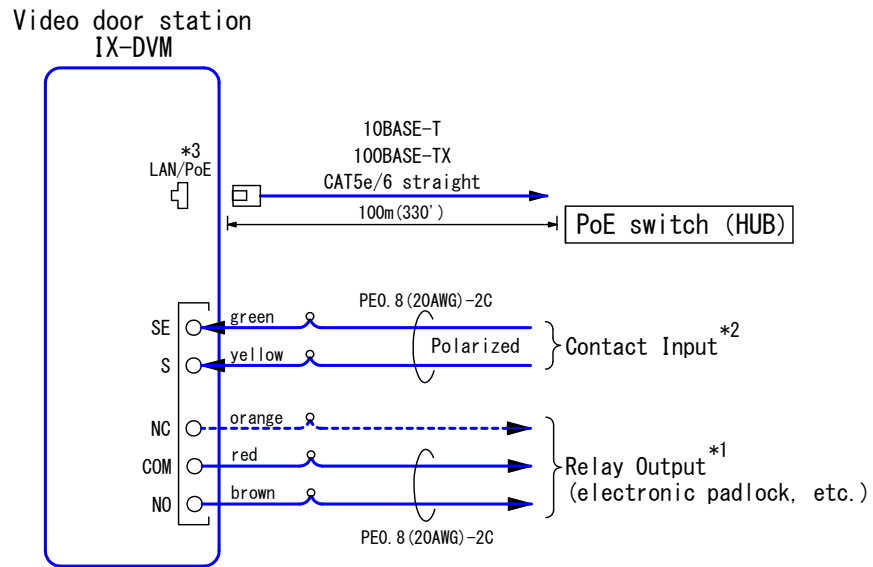 Video door station
IX-DVM
*3
LAN/PoE
10BASE-T
100BASE-TX
CAT5e/6 straight
100m(330')
PoE switch (HUB)
PE0.8(20AWG)-2C
SE green
Polarized
Contact Input*2
S yellow
NC orange
COM red
Relay Output*1
(electronic padlock, etc.)
NO brown
PE0.8(20AWG)-2C